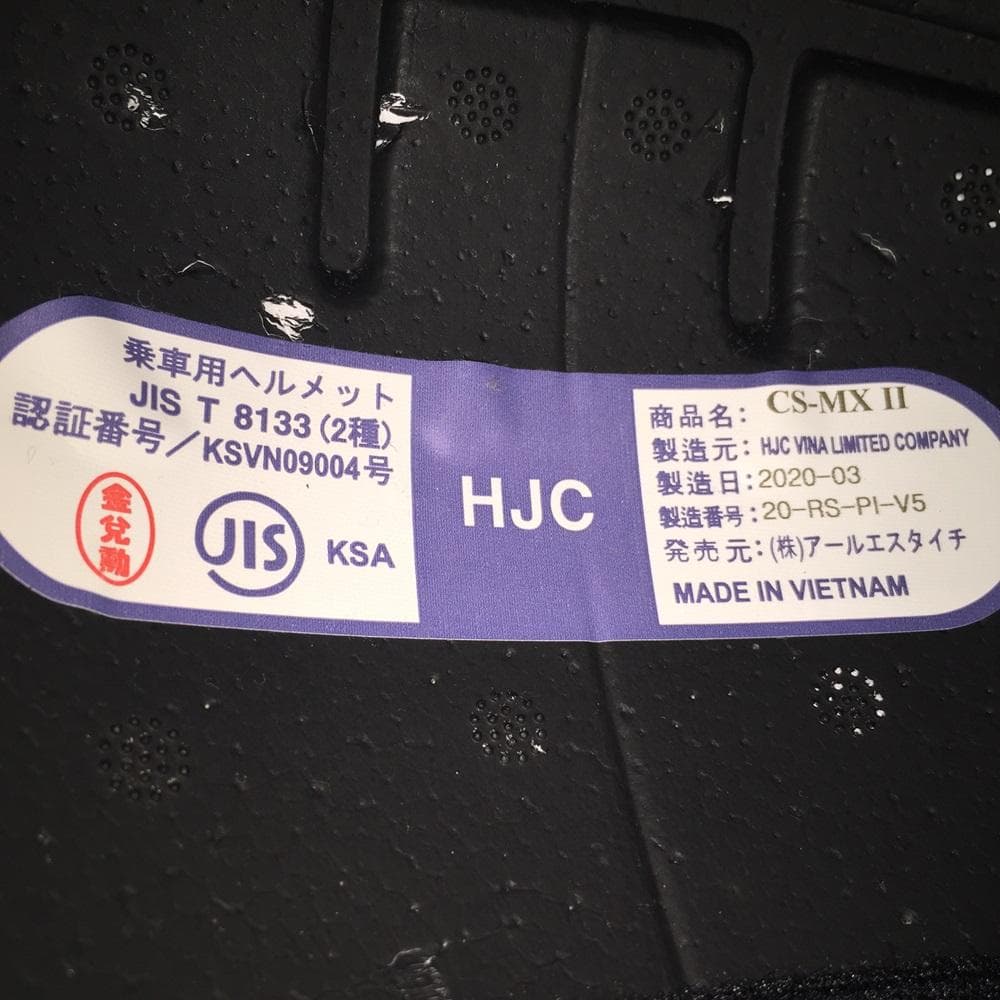 乗車用ヘルメット
JIS T 8133(2種)
認証番号/KSVN09004号
金兌勳
JIS
KSA
HJC
商品名: CS-MX II
製造元: HJC VINA LIMITED COMPANY
製造日:2020-03
製造番号:20-RS-PI-V5
発売元:(株)アールエスタイチ
MADE IN VIETNAM